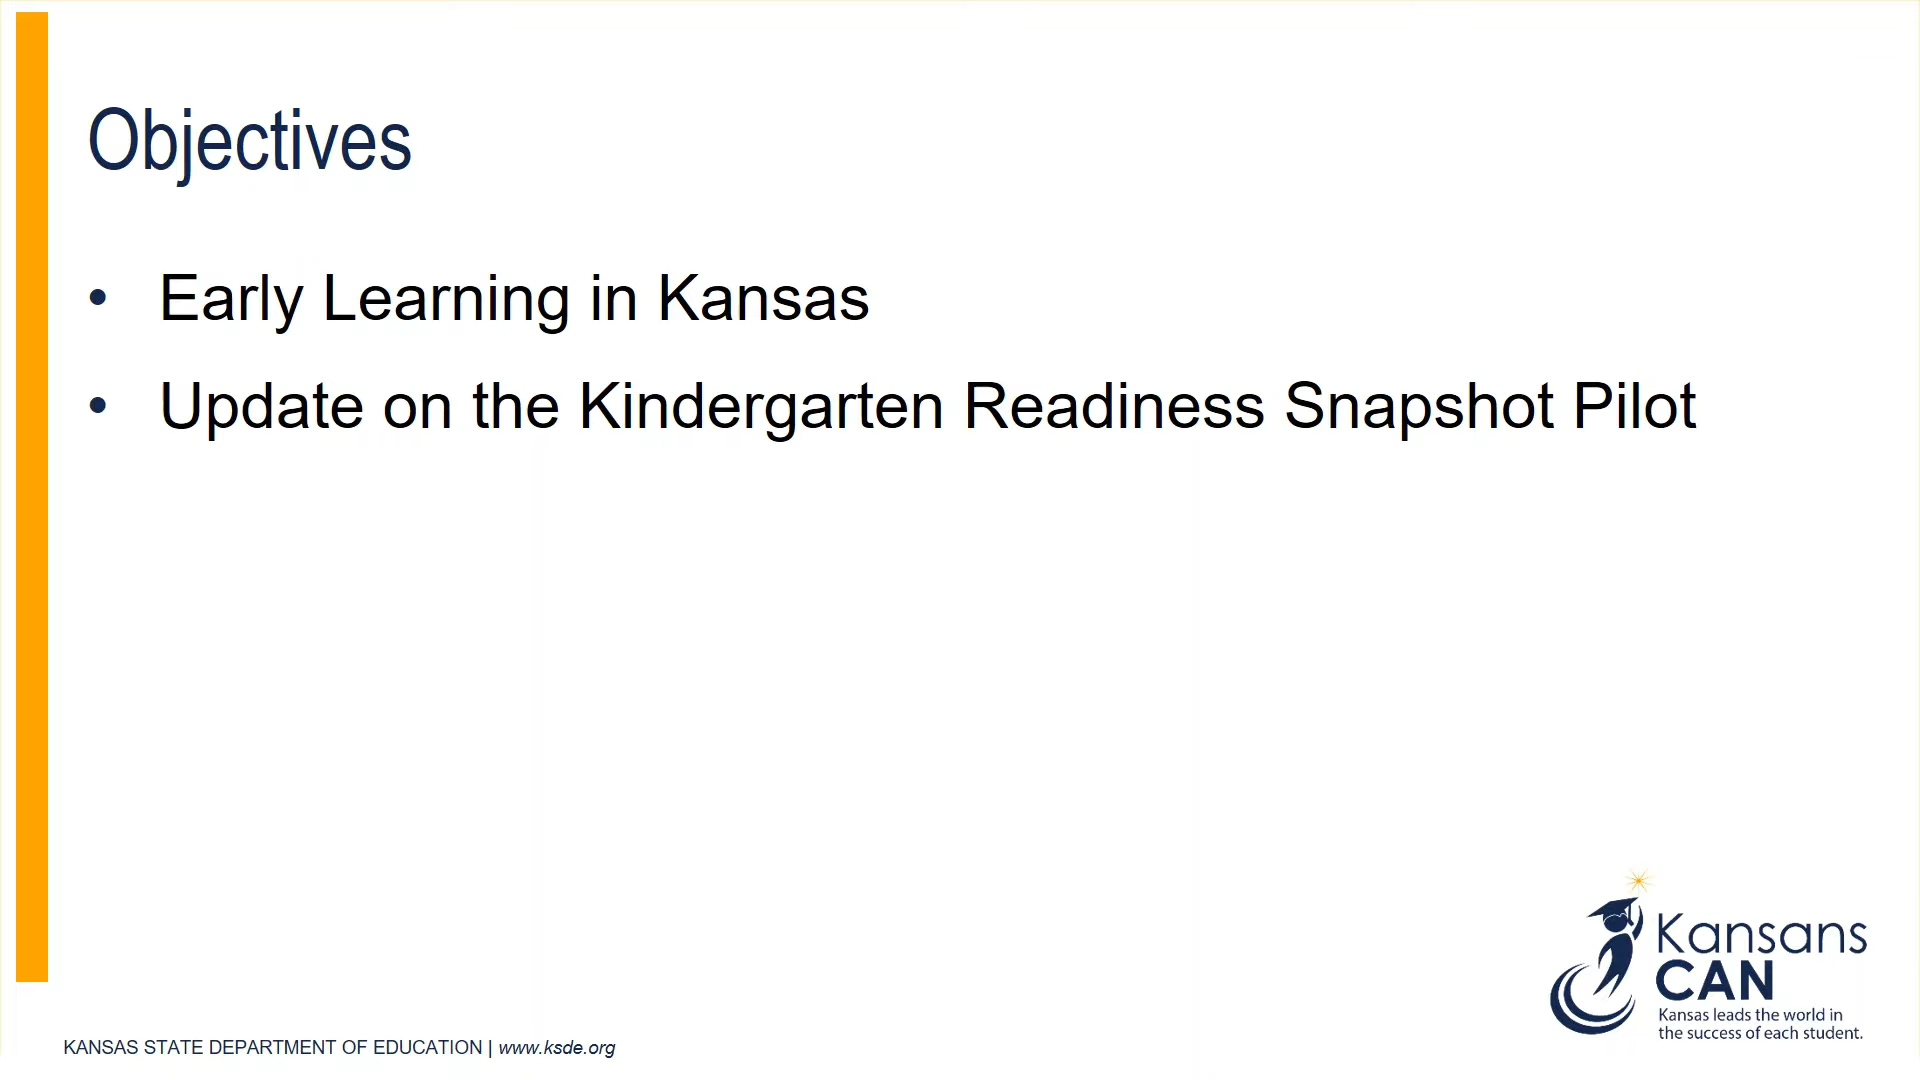 Objectives
• Early Learning in Kansas
• Update on the Kindergarten Readiness Snapshot Pilot
Kansans
CAN
Kansas leads the world in
the success of each student.
KANSAS STATE DEPARTMENT OF EDUCATION | www.ksde.org